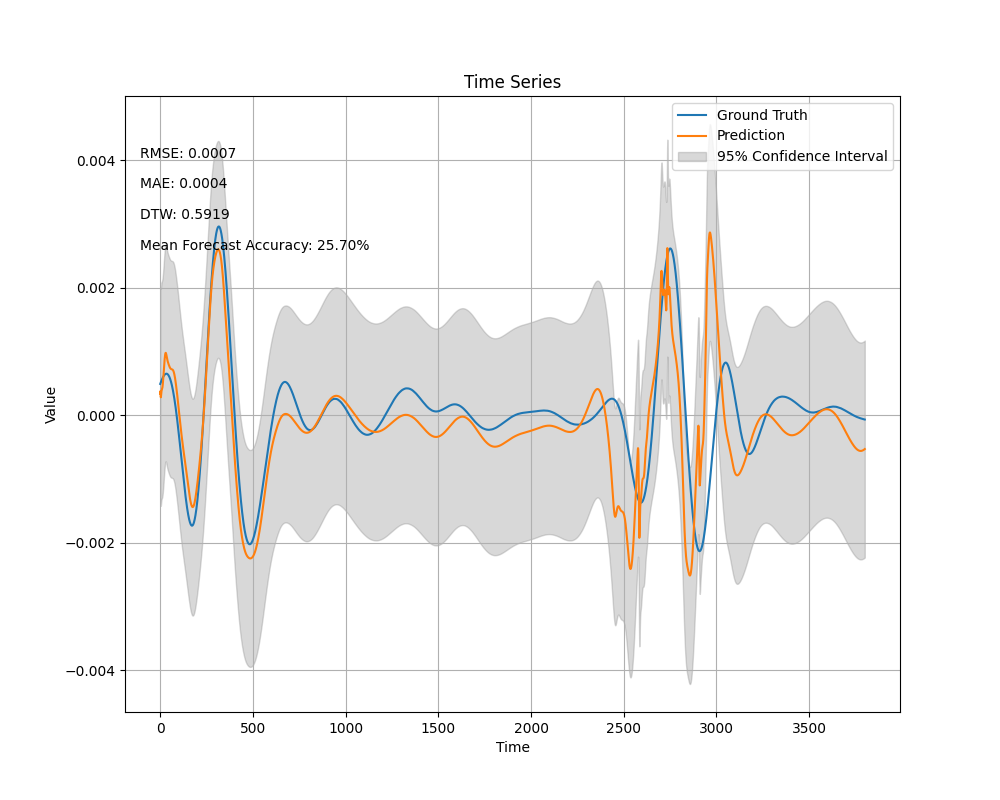 Time Series
Ground Truth
Prediction
95% Confidence Interval
RMSE: 0.0007
MAE: 0.0004
DTW: 0.5919
Mean Forecast Accuracy: 25.70%
Value
0.004
0.002
0.000
−0.002
−0.004
0 500 1000 1500 2000 2500 3000 3500
Time